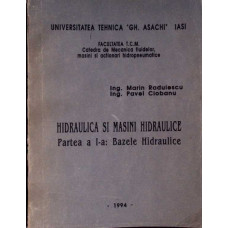 UNIVERSITATEA TEHNICA "GH. ASACHI" IASI
FACULTATEA T.C.M.
Catedra de Mecanica fluidelor,
masini si actionari hidropneumatice
Ing. Marin Radulescu
Ing. Pavel Ciobanu
HIDRAULICA SI MASINI HIDRAULICE
Partea a I-a: Bazele Hidraulice
- 1994 -